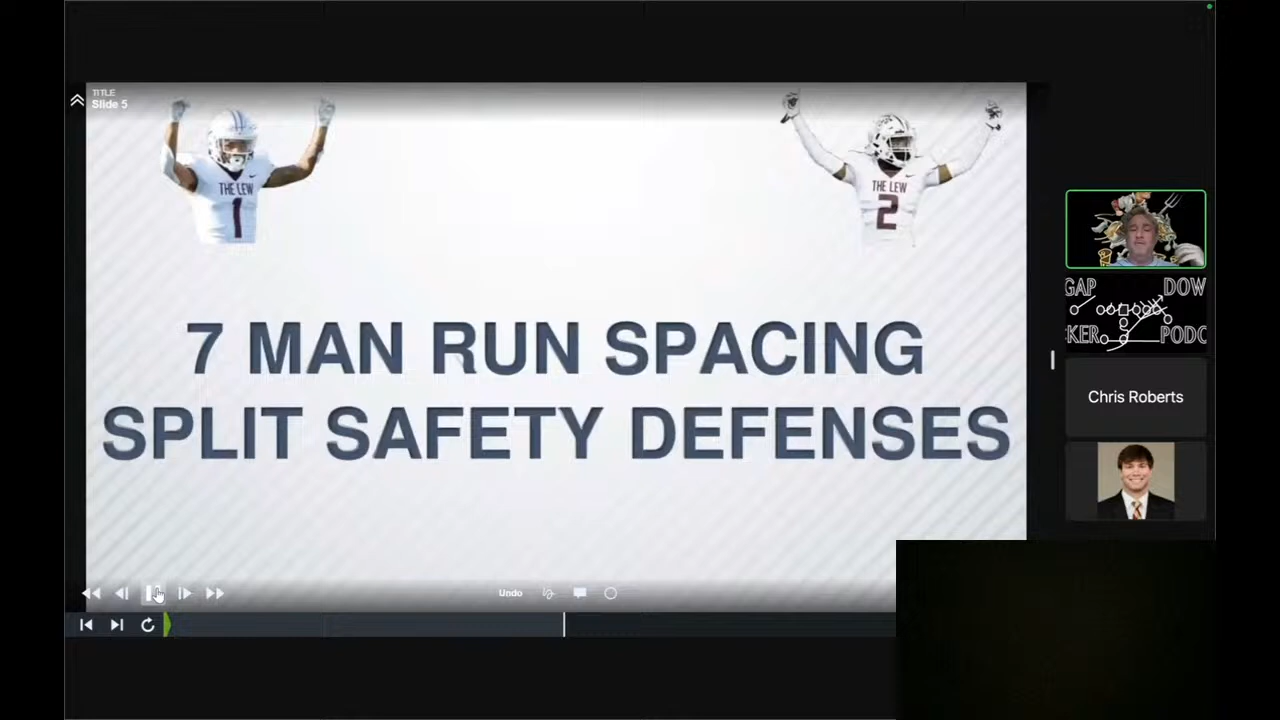 TITLE
Slide 5
THE LEW
1
THE LEW
2
7 MAN RUN SPACING
SPLIT SAFETY DEFENSES
Undo
GAP DOW
KER PODC
Chris Roberts